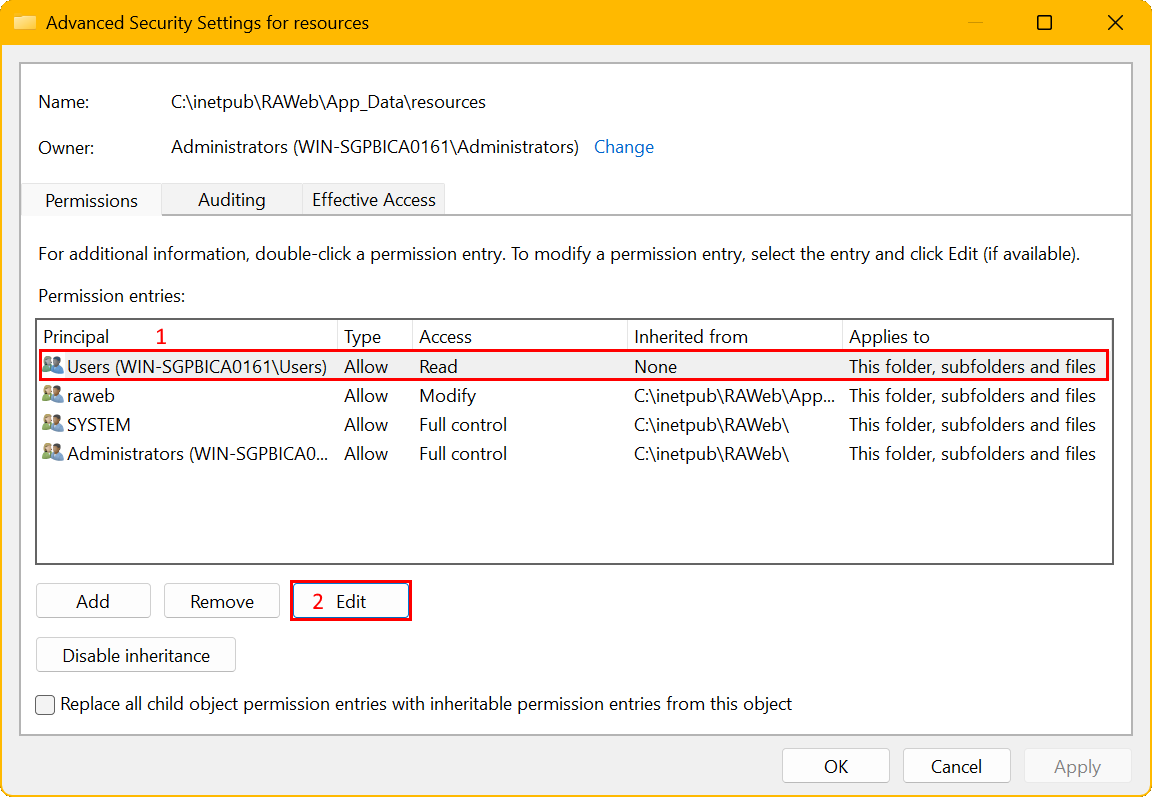 Advanced Security Settings for resources
Name: C:\inetpub\RAWeb\App_Data\resources
Owner: Administrators (WIN-SGPBICA0161\Administrators) Change
Permissions Auditing Effective Access
For additional information, double-click a permission entry. To modify a permission entry, select the entry and click Edit (if available).
Permission entries:
Principal 1 Type Access Inherited from Applies to
Users (WIN-SGPBICA0161\Users) Allow Read None This folder, subfolders and files
raweb Allow Modify C:\inetpub\RAWeb\App... This folder, subfolders and files
SYSTEM Allow Full control C:\inetpub\RAWeb\ This folder, subfolders and files
Administrators (WIN-SGPBICA0... Allow Full control C:\inetpub\RAWeb\ This folder, subfolders and files
Add Remove 2 Edit
Disable inheritance
Replace all child object permission entries with inheritable permission entries from this object
OK Cancel Apply